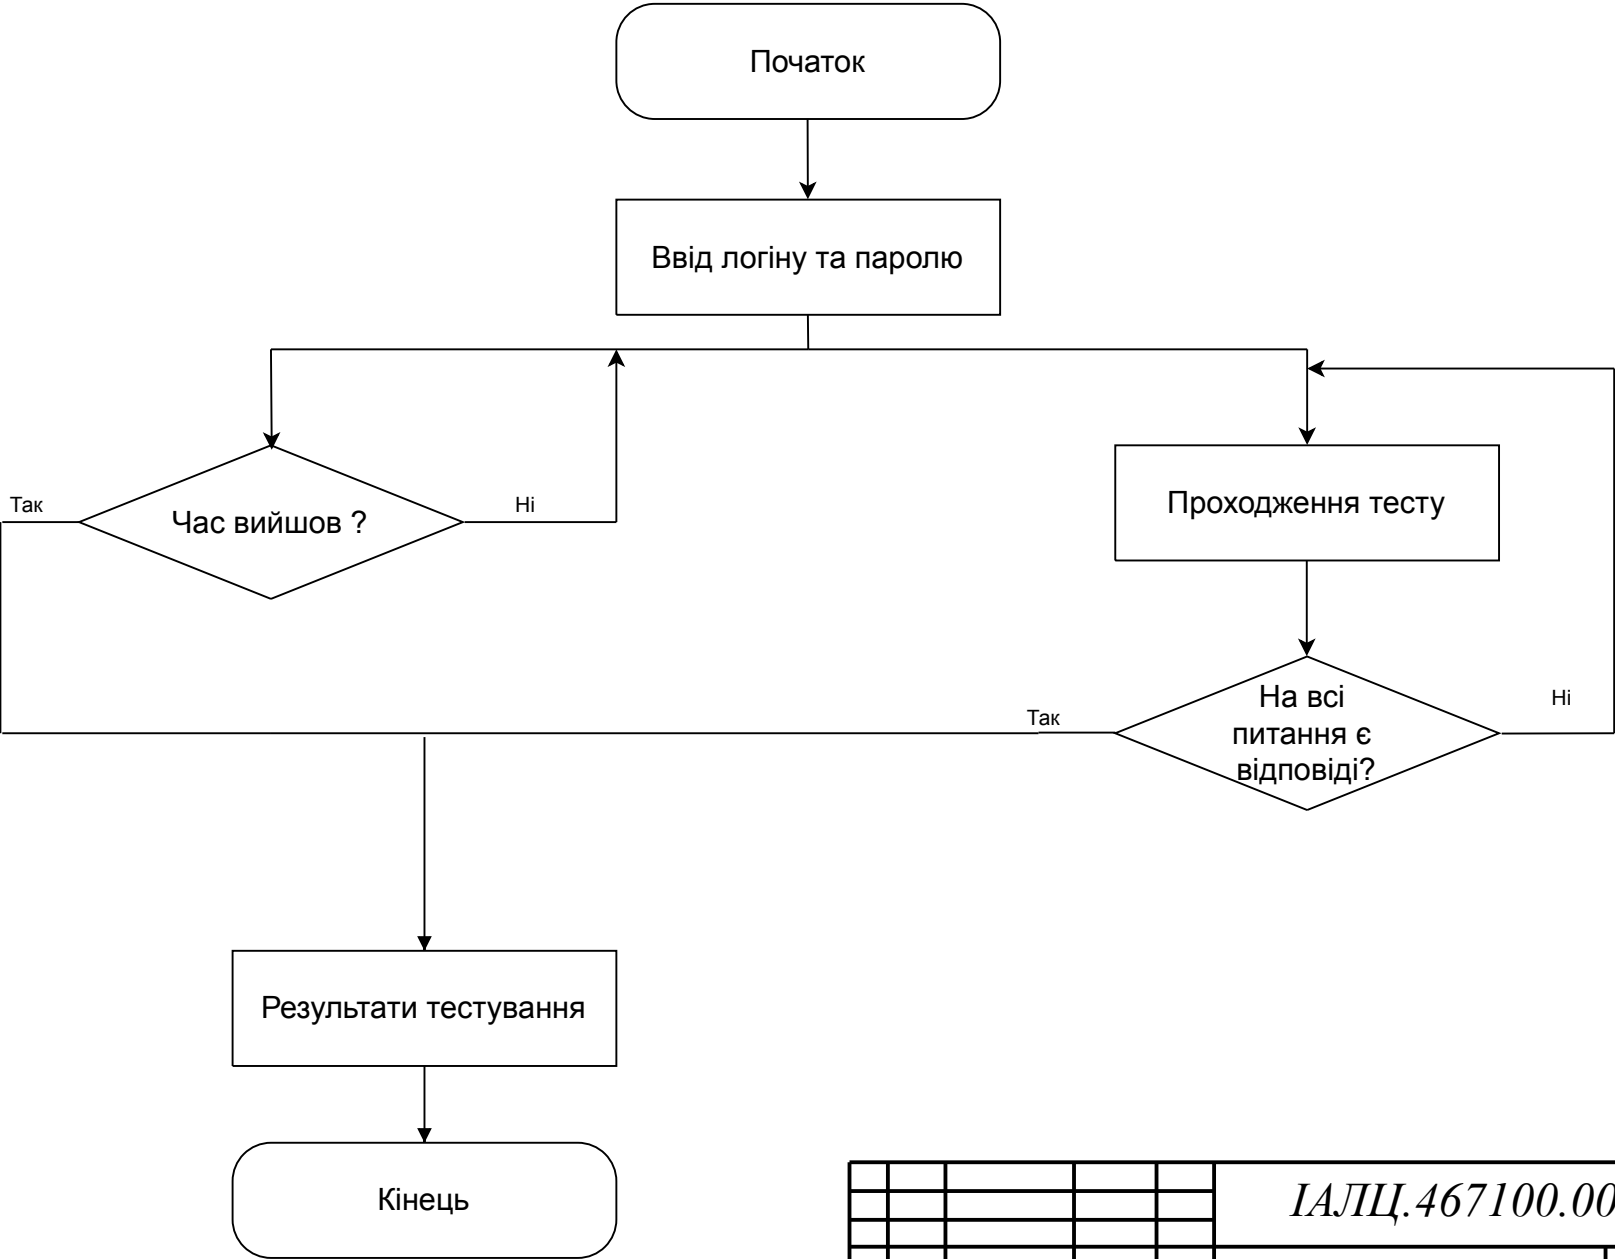 Початок
Ввід логіну та паролю
Так
Час вийшов ?
Ні
Проходження тесту
На всі
питання є
відповіді?
Так
Ні
Результати тестування
Кінець
ІАЛЦ.467100.00